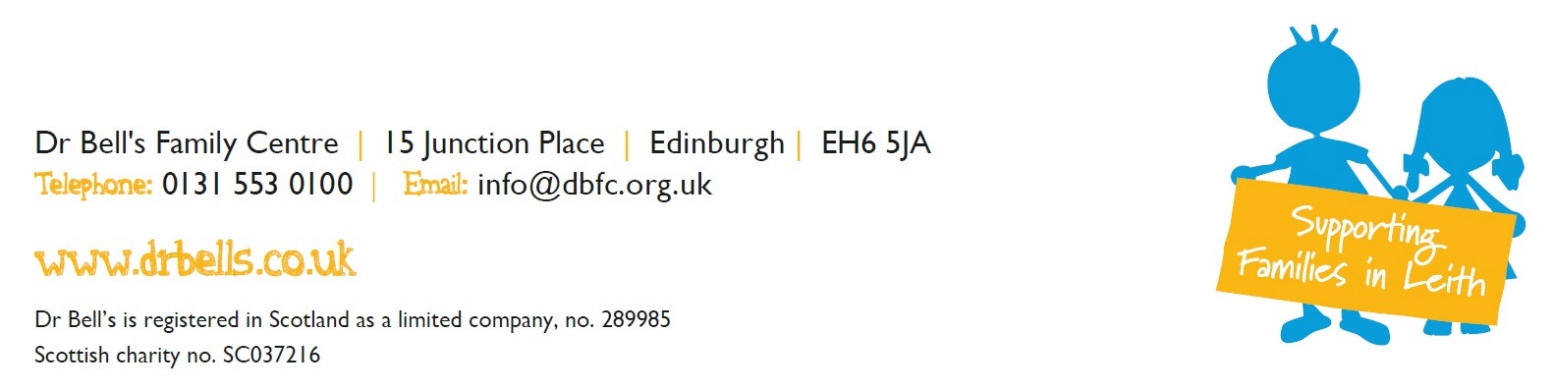 Dr Bell's Family Centre | 15 Junction Place | Edinburgh | EH6 5JA
Telephone: 0131 553 0100 | Email: info@dbfc.org.uk
www.drbells.co.uk
Dr Bell’s is registered in Scotland as a limited company, no. 289985
Scottish charity no. SC037216
Supporting
Families in Leith